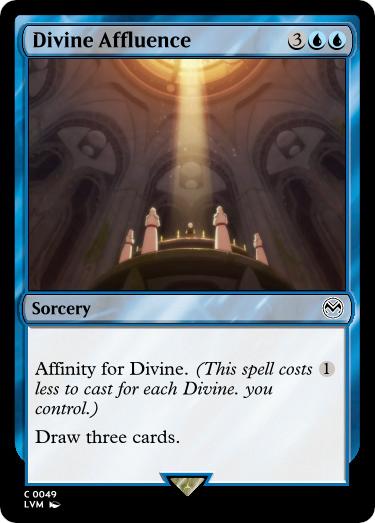 Divine Affluence 3
Sorcery
Affinity for Divine. (This spell costs 1
less to cast for each Divine. you
control.)
Draw three cards.
C 0049
LVM